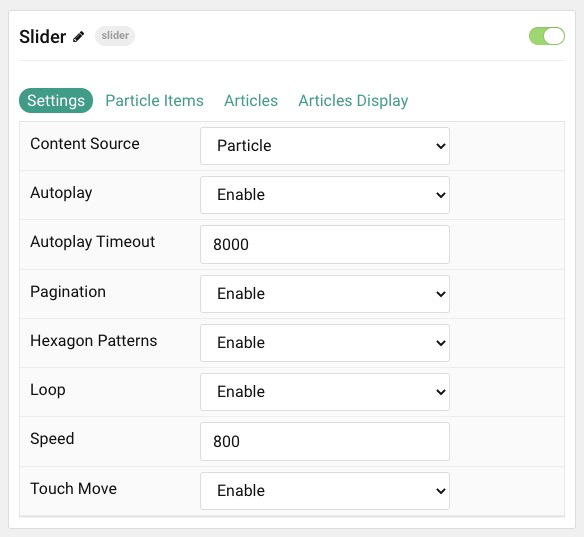 Slider slider
Settings Particle Items Articles Articles Display
Content Source Particle
Autoplay Enable
Autoplay Timeout 8000
Pagination Enable
Hexagon Patterns Enable
Loop Enable
Speed 800
Touch Move Enable